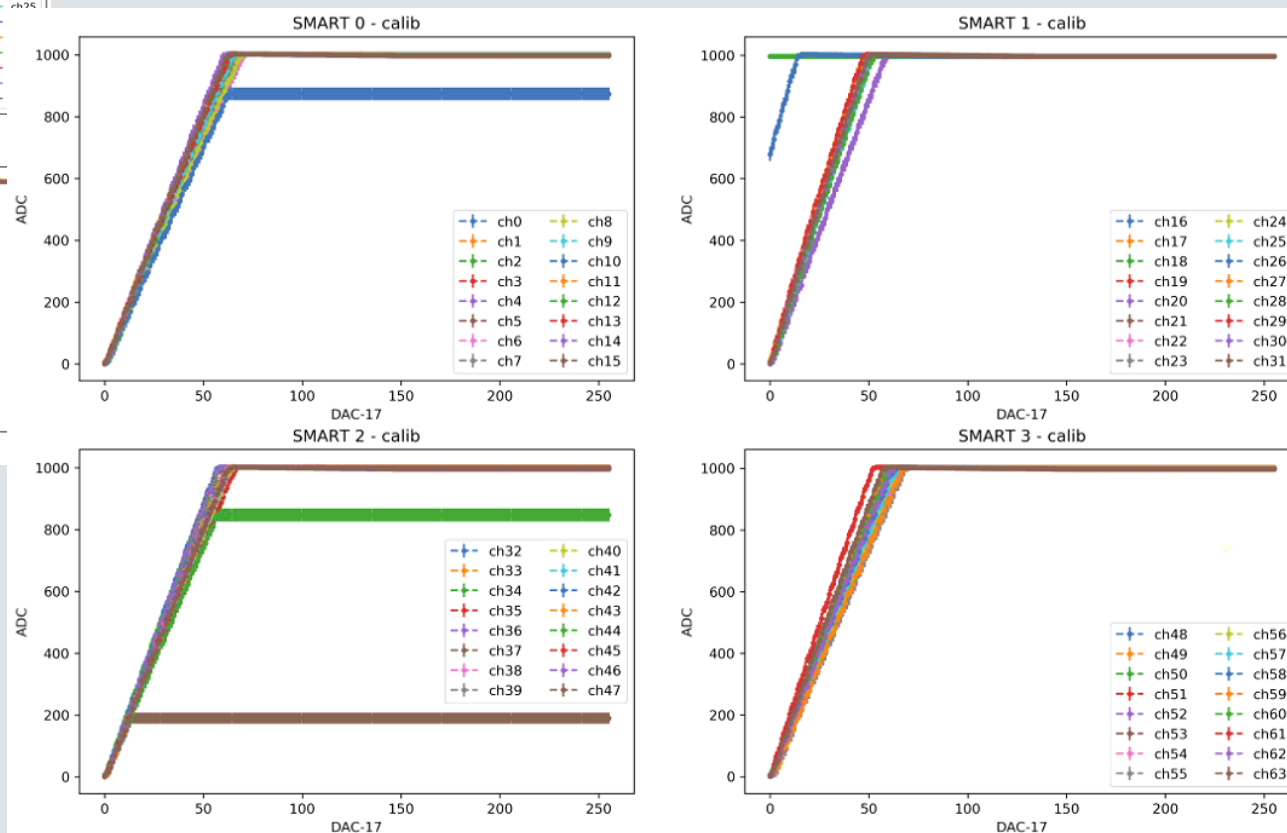 ch25
SMART 0 - calib
1000
800
600
400
200
0
ADC
0 50 100 150 200 250
DAC-17
ch0 ch8
ch1 ch9
ch2 ch10
ch3 ch11
ch4 ch12
ch5 ch13
ch6 ch14
ch7 ch15
SMART 1 - calib
1000
800
600
400
200
0
ADC
0 50 100 150 200 250
DAC-17
ch16 ch24
ch17 ch25
ch18 ch26
ch19 ch27
ch20 ch28
ch21 ch29
ch22 ch30
ch23 ch31
SMART 2 - calib
1000
800
600
400
200
0
ADC
0 50 100 150 200 250
DAC-17
ch32 ch40
ch33 ch41
ch34 ch42
ch35 ch43
ch36 ch44
ch37 ch45
ch38 ch46
ch39 ch47
SMART 3 - calib
1000
800
600
400
200
0
ADC
0 50 100 150 200 250
DAC-17
ch48 ch56
ch49 ch57
ch50 ch58
ch51 ch59
ch52 ch60
ch53 ch61
ch54 ch62
ch55 ch63